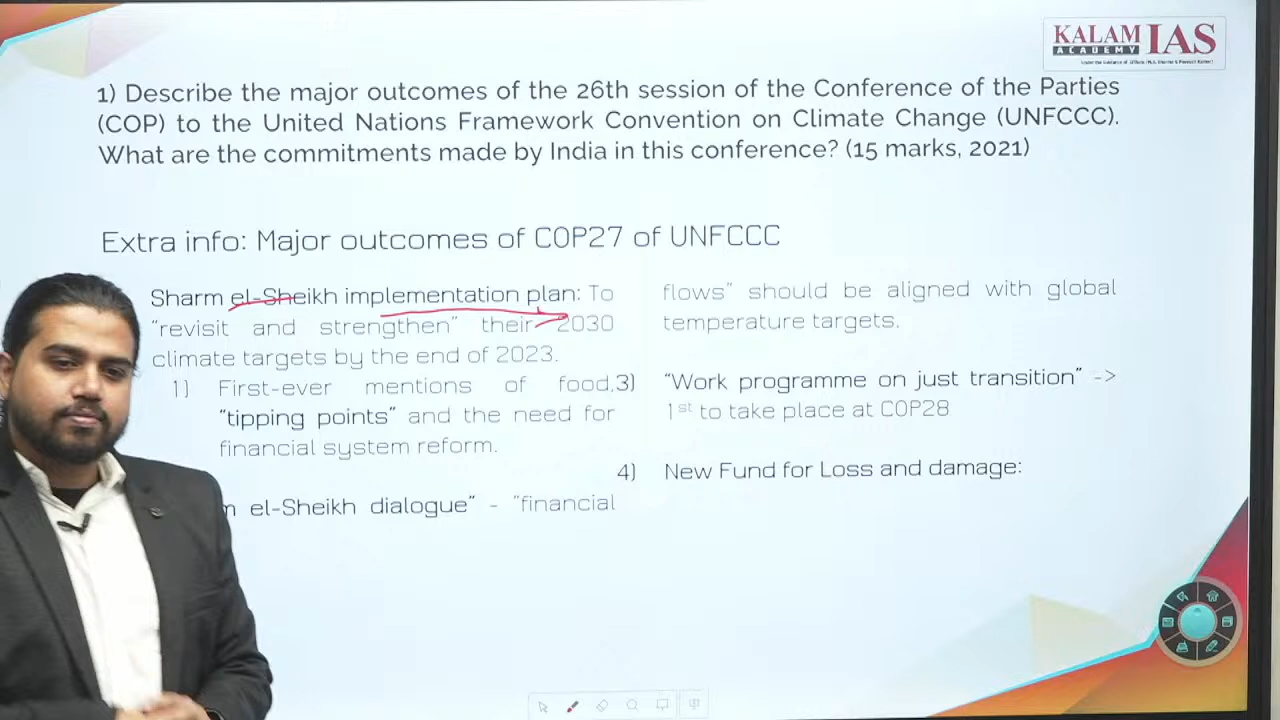 KALAM
ACADEMY
IAS
1) Describe the major outcomes of the 26th session of the Conference of the Parties
(COP) to the United Nations Framework Convention on Climate Change (UNFCCC).
What are the commitments made by India in this conference? (15 marks, 2021)
Extra info: Major outcomes of COP27 of UNFCCC
Sharm el-Sheikh implementation plan: To
"revisit and strengthen" their 2030
climate targets by the end of 2023.
1) First-ever mentions of food,
"tipping points" and the need for
financial system reform.
el-Sheikh dialogue" - "financial
flows" should be aligned with global
temperature targets.
3) "Work programme on just transition" ->
1st to take place at COP28
4) New Fund for Loss and damage: